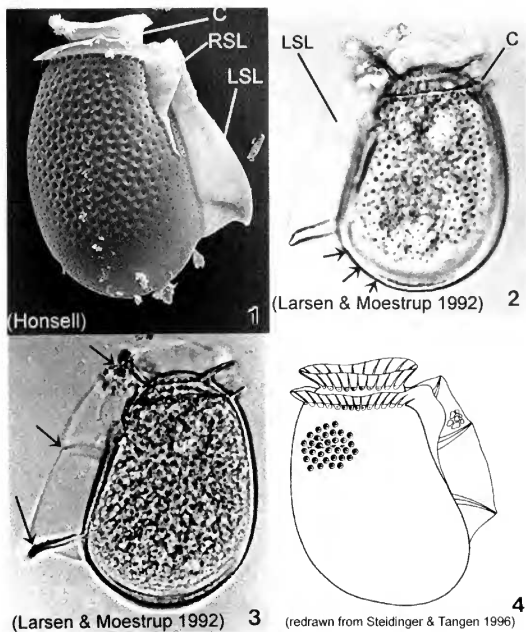 C
RSL
LSL
(Honsell)
1
LSL
C
(Larsen & Moestrup 1992)
2
(Larsen & Moestrup 1992)
3
4
(redrawn from Steidinger & Tangen 1996)